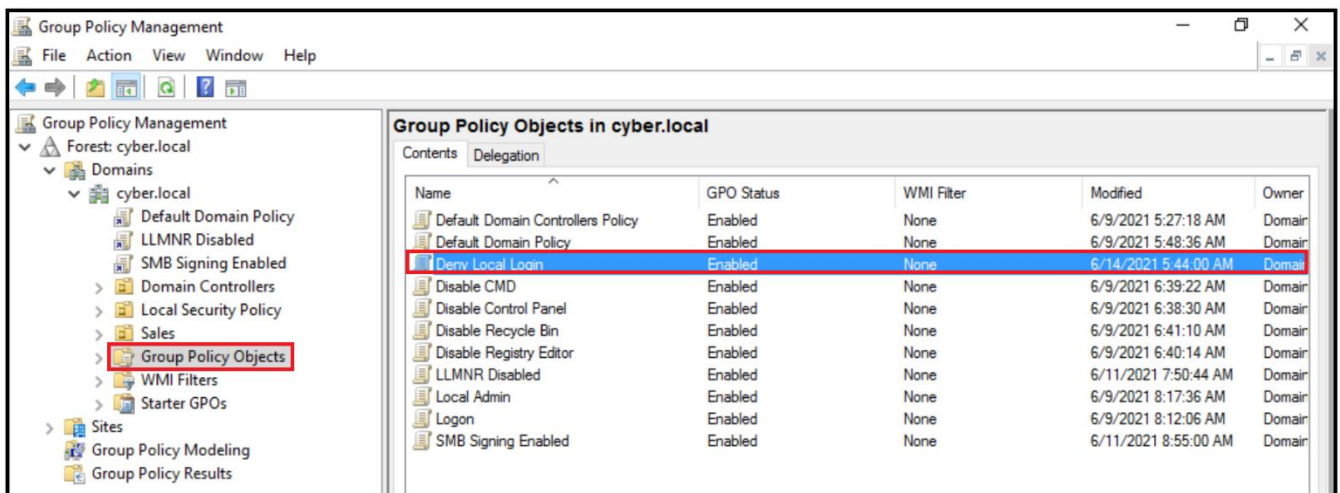 Group Policy Management
File Action View Window Help
Group Policy Management
Forest: cyber.local
Domains
cyber.local
Default Domain Policy
LLMNR Disabled
SMB Signing Enabled
Domain Controllers
Local Security Policy
Sales
Group Policy Objects
WMI Filters
Starter GPOs
Sites
Group Policy Modeling
Group Policy Results
Group Policy Objects in cyber.local
Contents Delegation
Name GPO Status WMI Filter Modified Owner
Default Domain Controllers Policy Enabled None 6/9/2021 5:27:18 AM Domain
Default Domain Policy Enabled None 6/9/2021 5:48:36 AM Domain
Deny Local Login Enabled None 6/14/2021 5:44:00 AM Domain
Disable CMD Enabled None 6/9/2021 6:39:22 AM Domain
Disable Control Panel Enabled None 6/9/2021 6:38:30 AM Domain
Disable Recycle Bin Enabled None 6/9/2021 6:41:10 AM Domain
Disable Registry Editor Enabled None 6/9/2021 6:40:14 AM Domain
LLMNR Disabled Enabled None 6/11/2021 7:50:44 AM Domain
Local Admin Enabled None 6/9/2021 8:17:36 AM Domain
Logon Enabled None 6/9/2021 8:12:06 AM Domain
SMB Signing Enabled Enabled None 6/11/2021 8:55:00 AM Domain